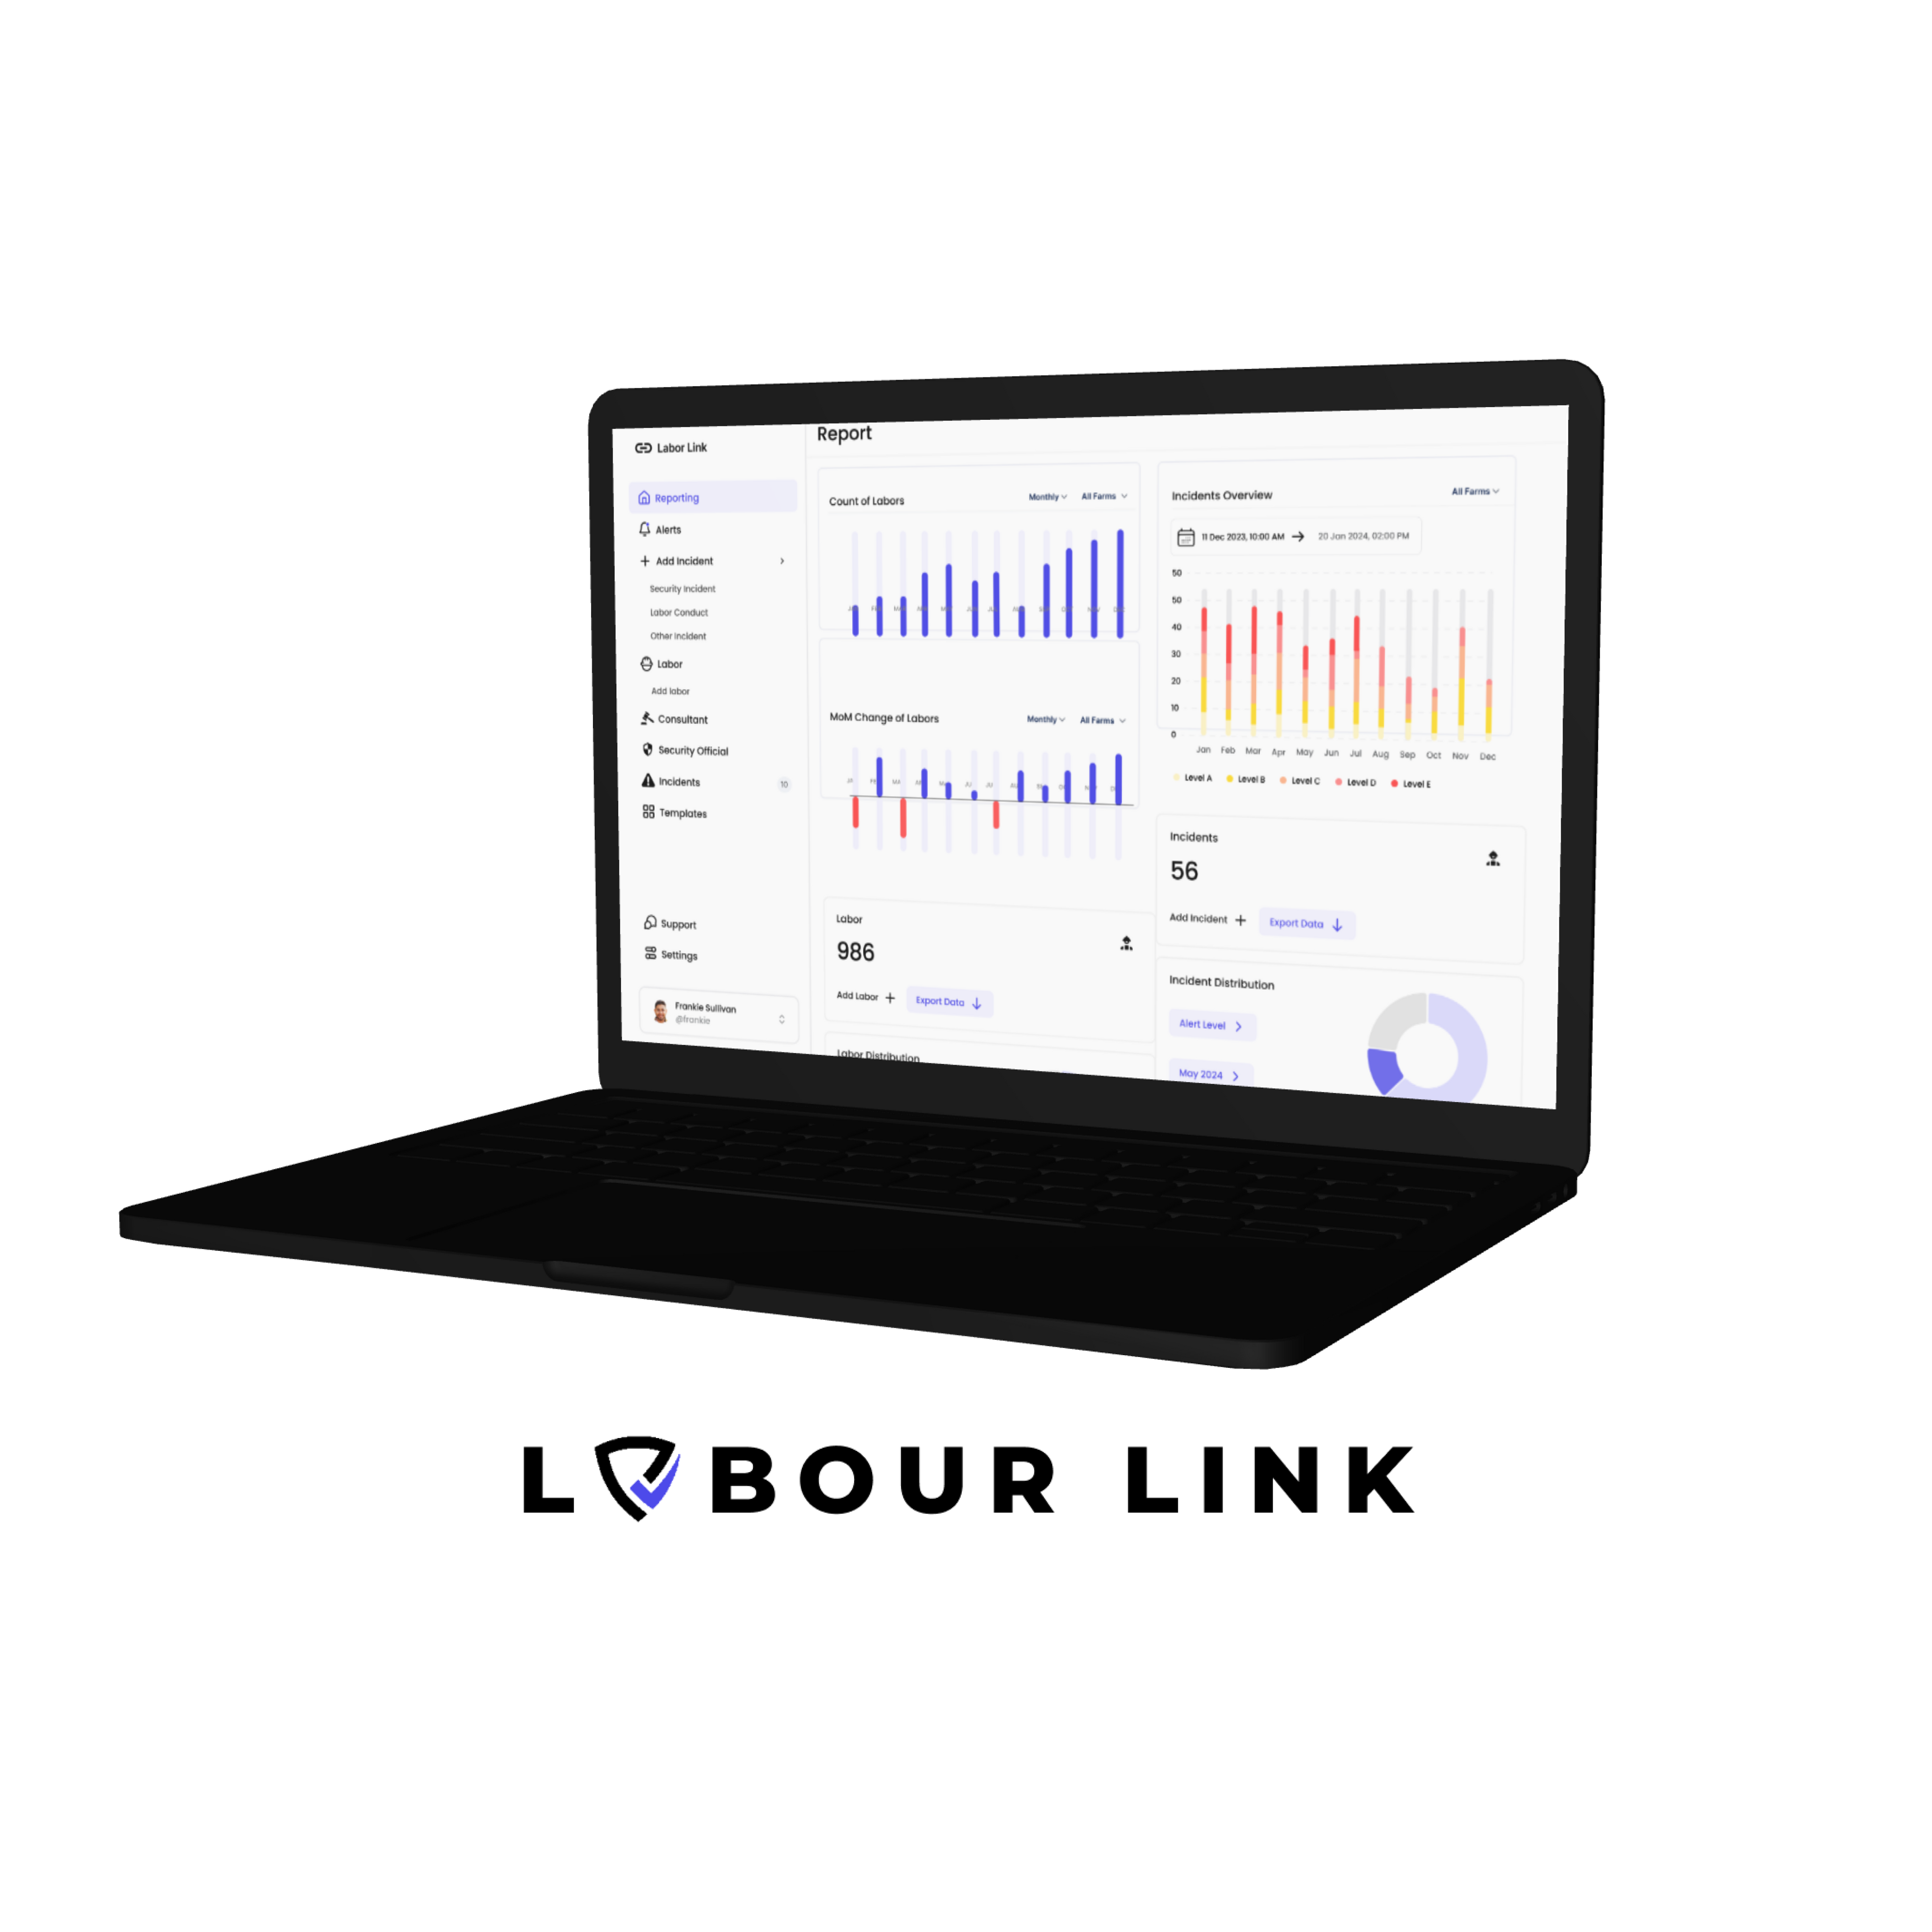 Labor Link
Reporting
Alerts
Add Incident
Security Incident
Labor Conduct
Other Incident
Labor
Add labor
Consultant
Security Official
Incidents 10
Templates
Support
Settings
Frankie Sullivan
@frankie
Report
Count of Labors Monthly All Farms
MoM Change of Labors Monthly All Farms
Labor
986
Add Labor + Export Data
Labor Distribution
Incidents Overview All Farms
11 Dec 2023, 10:00 AM → 20 Jan 2024, 02:00 PM
50
50
40
30
20
10
0
Jan Feb Mar Apr May Jun Jul Aug Sep Oct Nov Dec
Level A Level B Level C Level D Level E
Incidents
56
Add Incident + Export Data
Incident Distribution
Alert Level
May 2024
LABOUR LINK